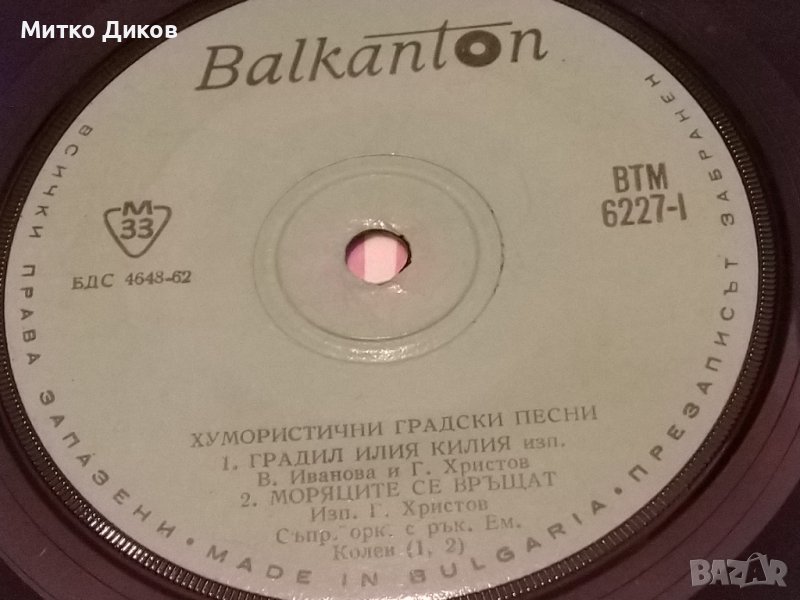 Митко Диков
Balkanton
ВТМ
6227-I
М
33
БДС 4648-62
ХУМОРИСТИЧНИ ГРАДСКИ ПЕСНИ
1. ГРАДИЛ ИЛИЯ КИЛИЯ изп.
В. Иванова и Г. Христов
2. МОРЯЦИТЕ СЕ ВРЪЩАТ
Изп. Г. Христов
Съпр. орк. с рък. Ем.
Колев (1, 2)
ВСИЧКИ ПРАВА ЗАПАЗЕНИ • MADE IN BULGARIA • ПРЕЗАПИСЪТ ЗАБРАНЕН
BAZAR